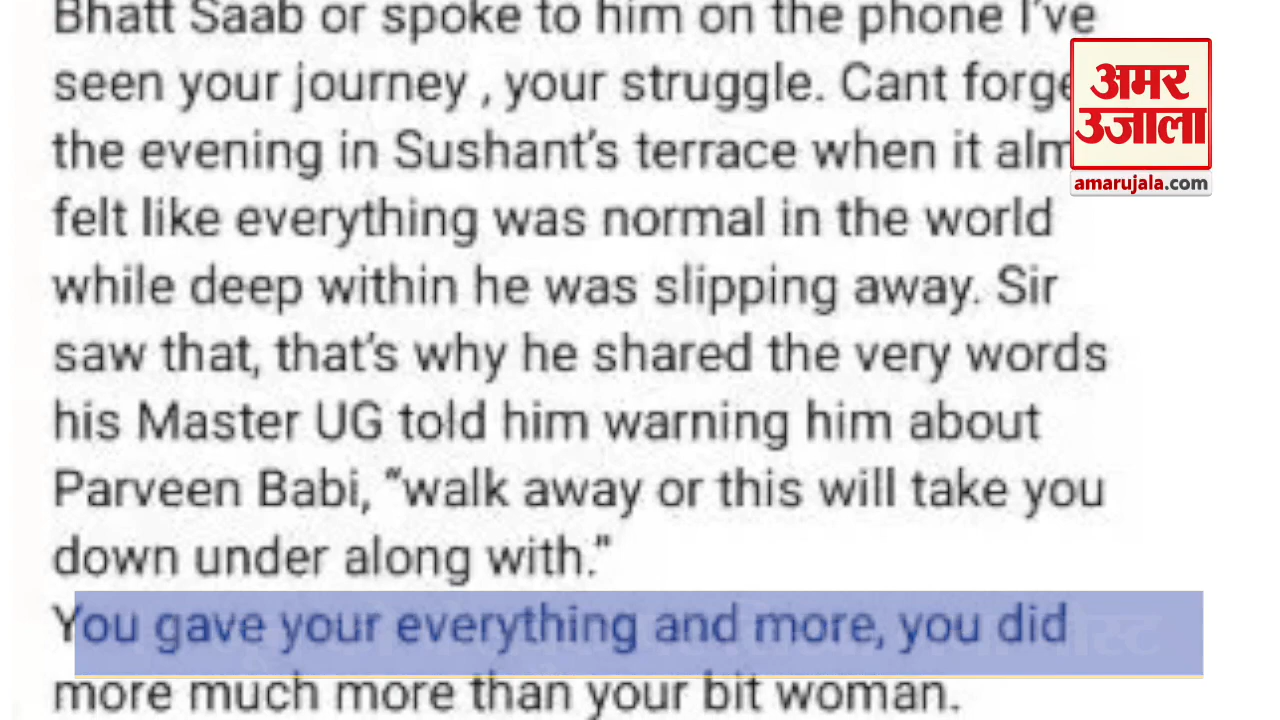 Bhatt Saab or spoke to him on the phone I've
seen your journey , your struggle. Cant forge
the evening in Sushant's terrace when it alm
felt like everything was normal in the world
while deep within he was slipping away. Sir
saw that, that's why he shared the very words
his Master UG told him warning him about
Parveen Babi, “walk away or this will take you
down under along with.”
You gave your everything and more, you did
more much more than your bit woman.
अमर
उजाला
amarujala.com